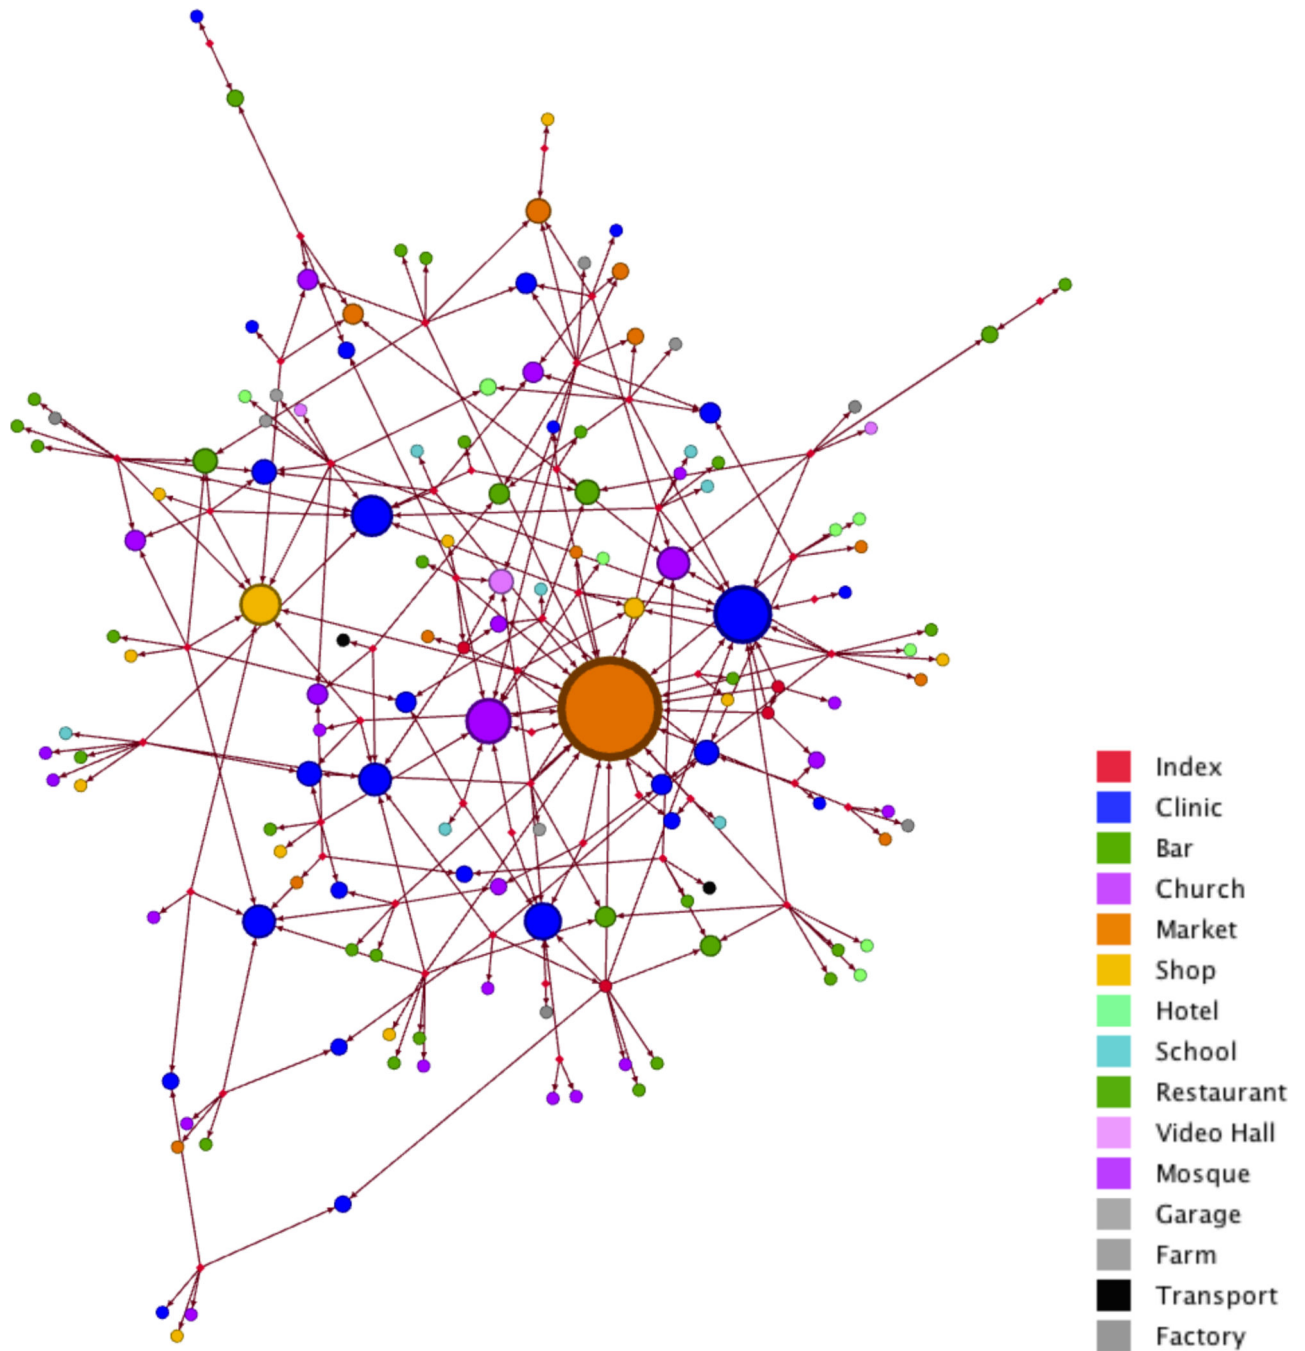 Index
Clinic
Bar
Church
Market
Shop
Hotel
School
Restaurant
Video Hall
Mosque
Garage
Farm
Transport
Factory